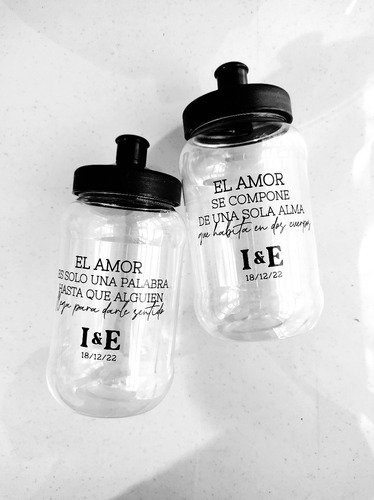 EL AMOR
ES SOLO UNA PALABRA
HASTA QUE ALGUIEN
llega para darle sentido
I&E
18/12/22
EL AMOR
SE COMPONE
DE UNA SOLA ALMA
que habita en dos cuerpos
I&E
18/12/22